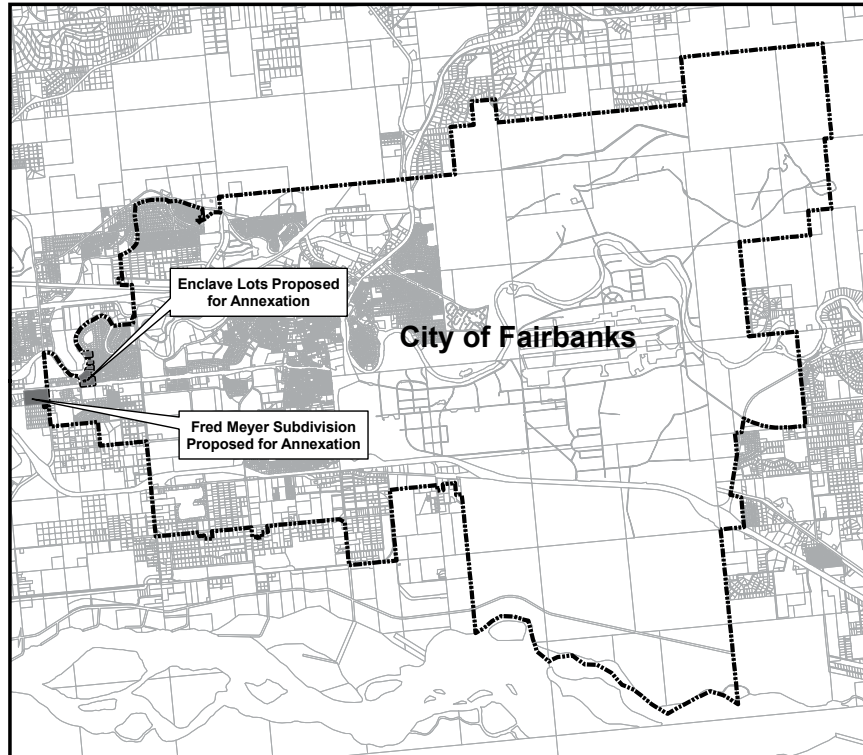 Enclave Lots Proposed
for Annexation
City of Fairbanks
Fred Meyer Subdivision
Proposed for Annexation